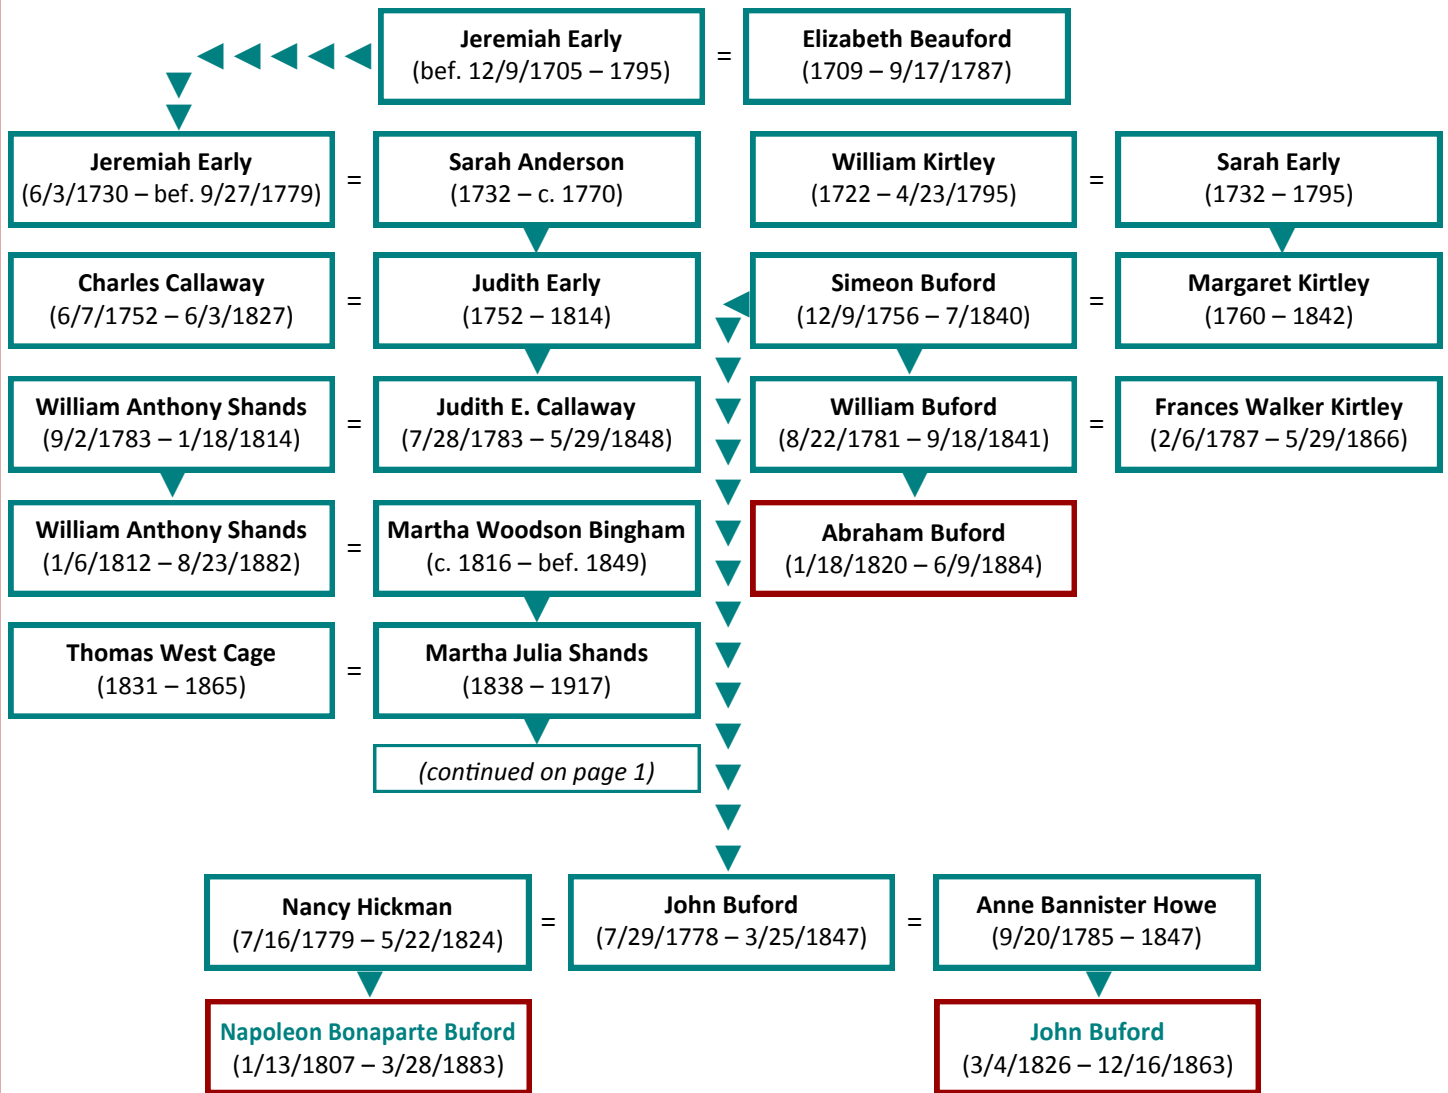 Jeremiah Early
(bef. 12/9/1705 – 1795)
=
Elizabeth Beauford
(1709 – 9/17/1787)
Jeremiah Early
(6/3/1730 – bef. 9/27/1779)
=
Sarah Anderson
(1732 – c. 1770)
William Kirtley
(1722 – 4/23/1795)
=
Sarah Early
(1732 – 1795)
Charles Callaway
(6/7/1752 – 6/3/1827)
=
Judith Early
(1752 – 1814)
Simeon Buford
(12/9/1756 – 7/1840)
=
Margaret Kirtley
(1760 – 1842)
William Anthony Shands
(9/2/1783 – 1/18/1814)
=
Judith E. Callaway
(7/28/1783 – 5/29/1848)
William Buford
(8/22/1781 – 9/18/1841)
=
Frances Walker Kirtley
(2/6/1787 – 5/29/1866)
William Anthony Shands
(1/6/1812 – 8/23/1882)
=
Martha Woodson Bingham
(c. 1816 – bef. 1849)
Abraham Buford
(1/18/1820 – 6/9/1884)
Thomas West Cage
(1831 – 1865)
=
Martha Julia Shands
(1838 – 1917)
(continued on page 1)
Nancy Hickman
(7/16/1779 – 5/22/1824)
=
John Buford
(7/29/1778 – 3/25/1847)
=
Anne Bannister Howe
(9/20/1785 – 1847)
Napoleon Bonaparte Buford
(1/13/1807 – 3/28/1883)
John Buford
(3/4/1826 – 12/16/1863)